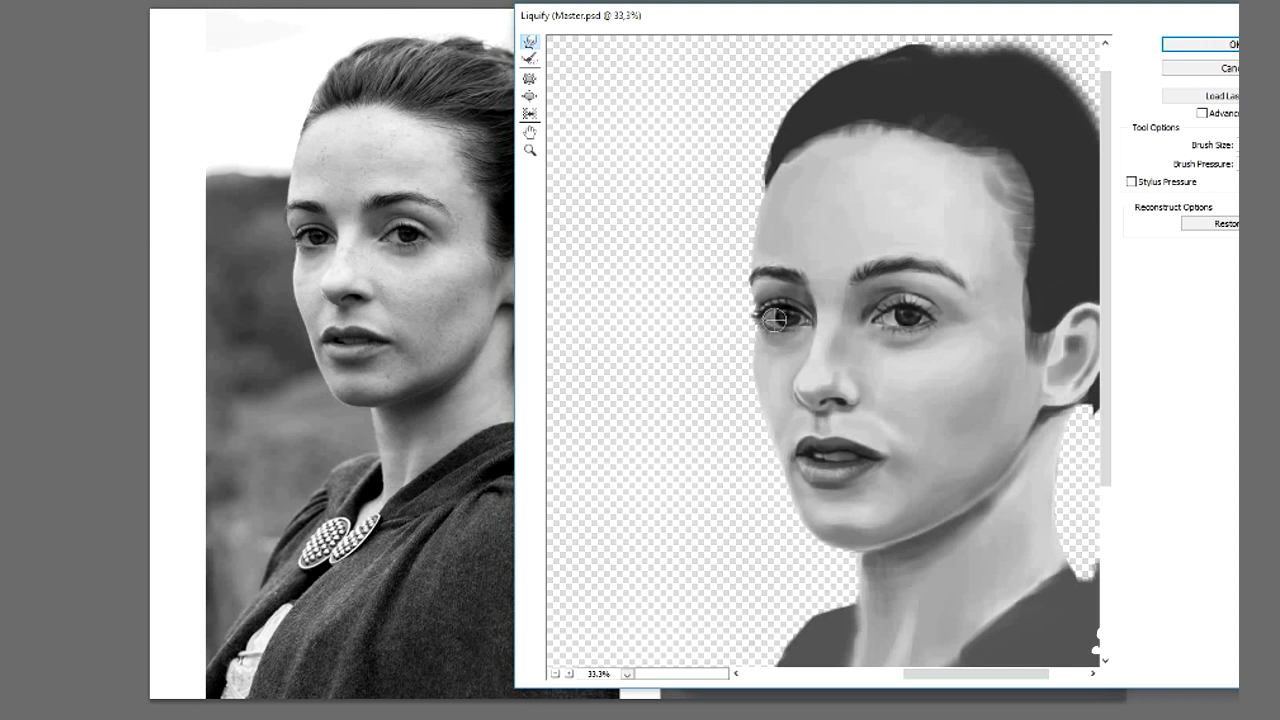 Liquify (Master.psd @ 33,3%)
OK
Canc
Load Las
Advanc
Tool Options
Brush Size:
Brush Pressure:
Stylus Pressure
Reconstruct Options
Restor
33.3%